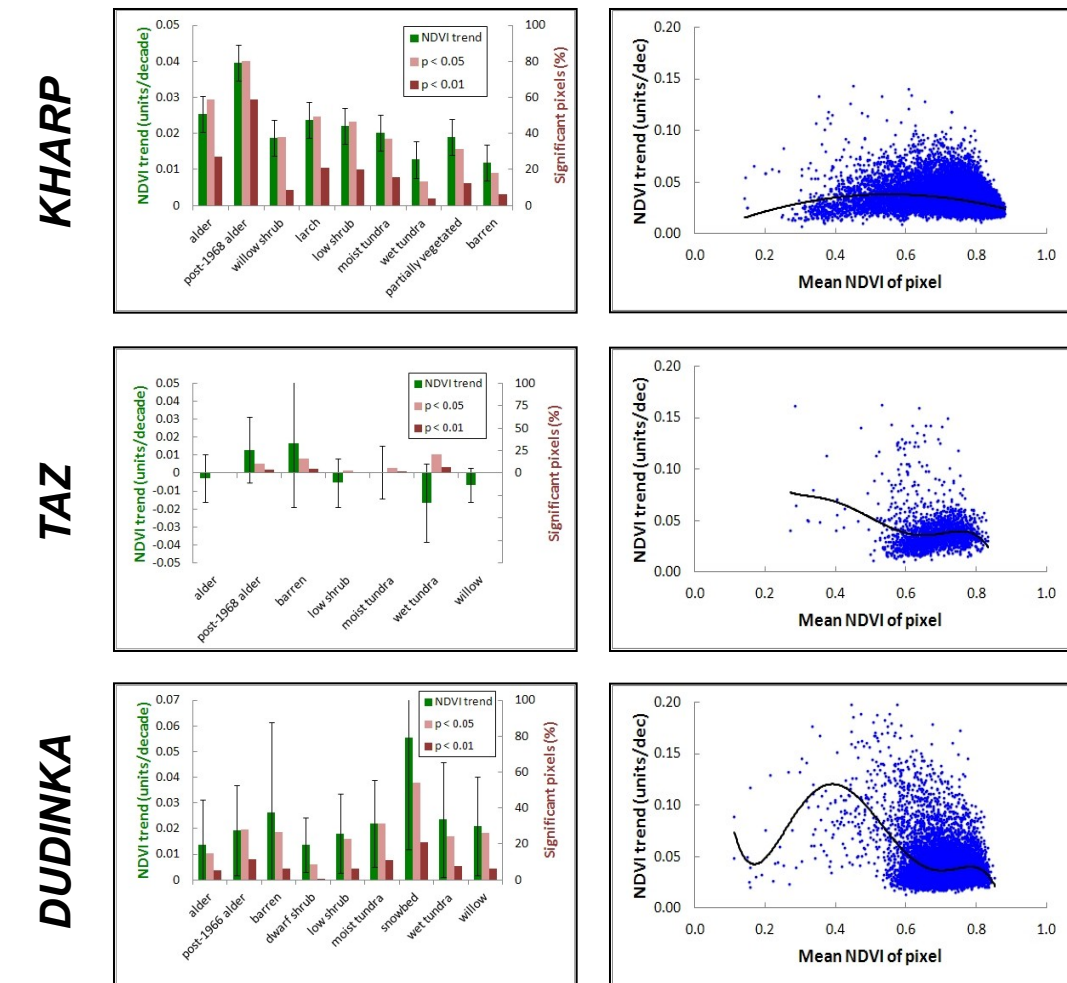 KHARP
NDVI trend (units/decade)
0.05
0.04
0.03
0.02
0.01
0
100
80
60
40
20
0
Significant pixels (%)
NDVI trend
p < 0.05
p < 0.01
alder
post-1968 alder
willow shrub
larch
low shrub
moist tundra
wet tundra
partially vegetated
barren
NDVI trend (units/dec)
0.20
0.15
0.10
0.05
0.00
0.0 0.2 0.4 0.6 0.8 1.0
Mean NDVI of pixel
TAZ
NDVI trend (units/decade)
0.05
0.04
0.03
0.02
0.01
0
-0.01
-0.02
-0.03
-0.04
-0.05
100
75
50
25
0
Significant pixels (%)
NDVI trend
p < 0.05
p < 0.01
alder
post-1968 alder
barren
low shrub
moist tundra
wet tundra
willow
NDVI trend (units/dec)
0.20
0.15
0.10
0.05
0.00
0.0 0.2 0.4 0.6 0.8 1.0
Mean NDVI of pixel
DUDINKA
NDVI trend (units/decade)
0.07
0.06
0.05
0.04
0.03
0.02
0.01
0
100
80
60
40
20
0
Significant pixels (%)
NDVI trend
p < 0.05
p < 0.01
alder
post-1966 alder
barren
dwarf shrub
low shrub
moist tundra
snowbed
wet tundra
willow
NDVI trend (units/dec)
0.20
0.15
0.10
0.05
0.00
0.0 0.2 0.4 0.6 0.8 1.0
Mean NDVI of pixel